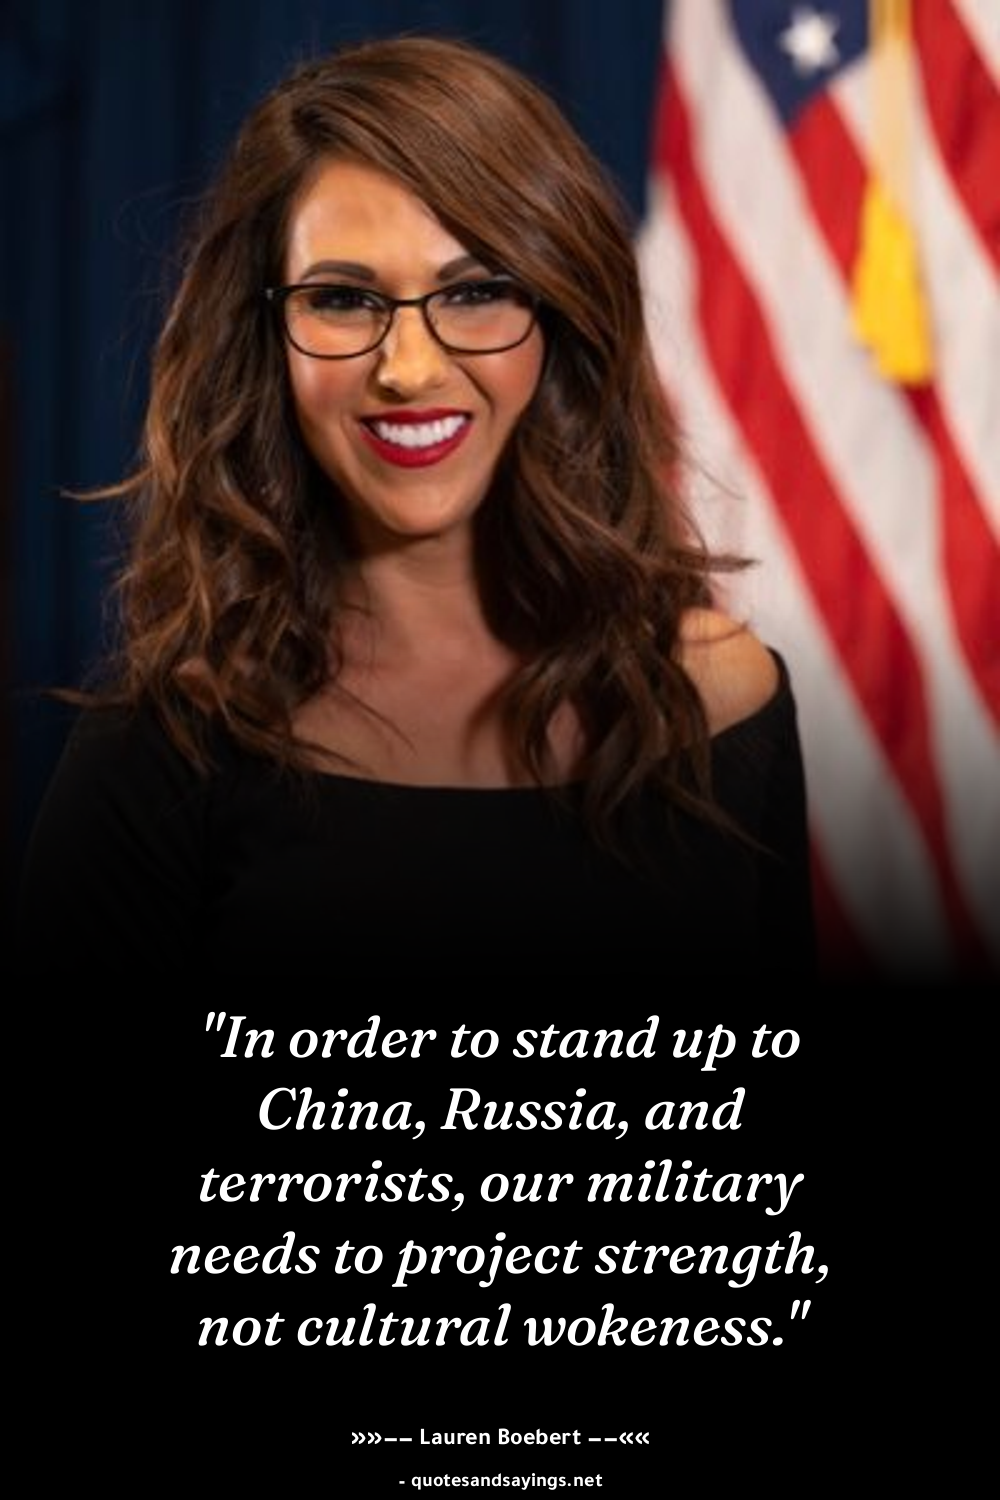 "In order to stand up to
China, Russia, and
terrorists, our military
needs to project strength,
not cultural wokeness."
»»–– Lauren Boebert ––««
- quotesandsayings.net